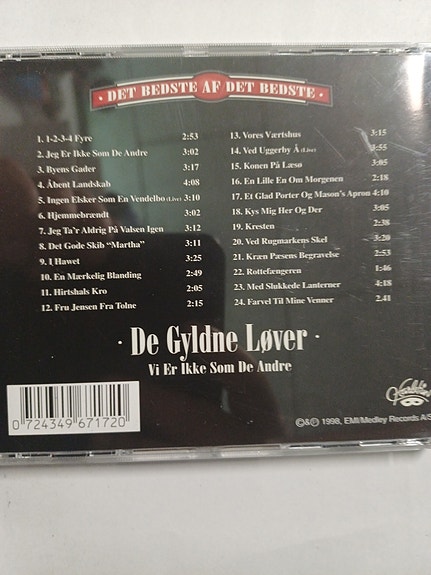 · DET BEDSTE AF DET BEDSTE ·
1. 1-2-3-4 Fyre 2:53
2. Jeg Er Ikke Som De Andre 3:02
3. Byens Gader 3:17
4. Åbent Landskab 4:08
5. Ingen Elsker Som En Vendelbo (Live) 3:10
6. Hjemmebrændt 3:02
7. Jeg Ta'r Aldrig På Valsen Igen 3:12
8. Det Gode Skib "Martha" 3:11
9. I Hawet 3:25
10. En Mærkelig Blanding 2:49
11. Hirtshals Kro 2:05
12. Fru Jensen Fra Tolne 2:15
13. Vores Værtshus 3:15
14. Ved Uggerby Å (Live) 3:55
15. Konen På Læsø 3:05
16. En Lille En Om Morgenen 2:18
17. Et Glad Porter Og Mason's Apron 4:10
18. Kys Mig Her Og Der 3:05
19. Kresten 2:38
20. Ved Rugmarkens Skel 3:20
21. Kræn Pæsens Begravelse 2:53
22. Rottefængeren 1:46
23. Med Slukkede Lanterner 4:18
24. Farvel Til Mine Venner 2.41
· De Gyldne Løver ·
Vi Er Ikke Som De Andre
0 724349 671720
©&℗ 1998, EMI/Medley Records A/S